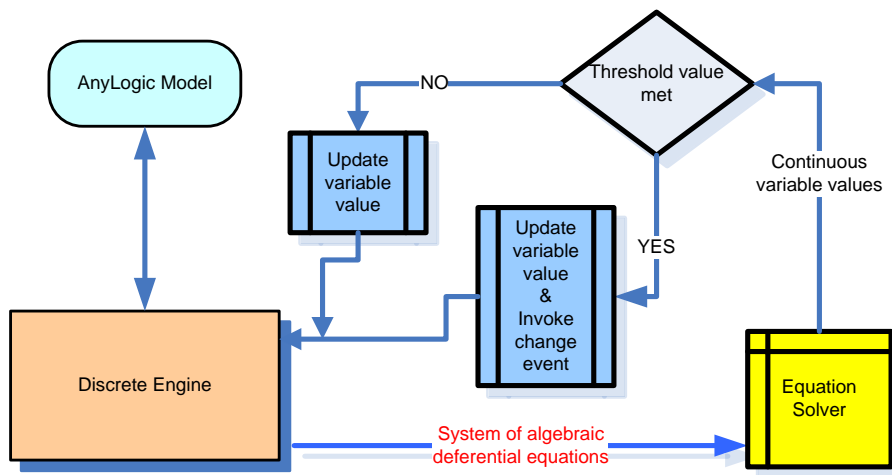 AnyLogic Model
Threshold value
met
NO
Update
variable
value
Continuous
variable values
Update
variable
value
&
Invoke
change
event
YES
Discrete Engine
Equation
Solver
System of algebraic
deferential equations